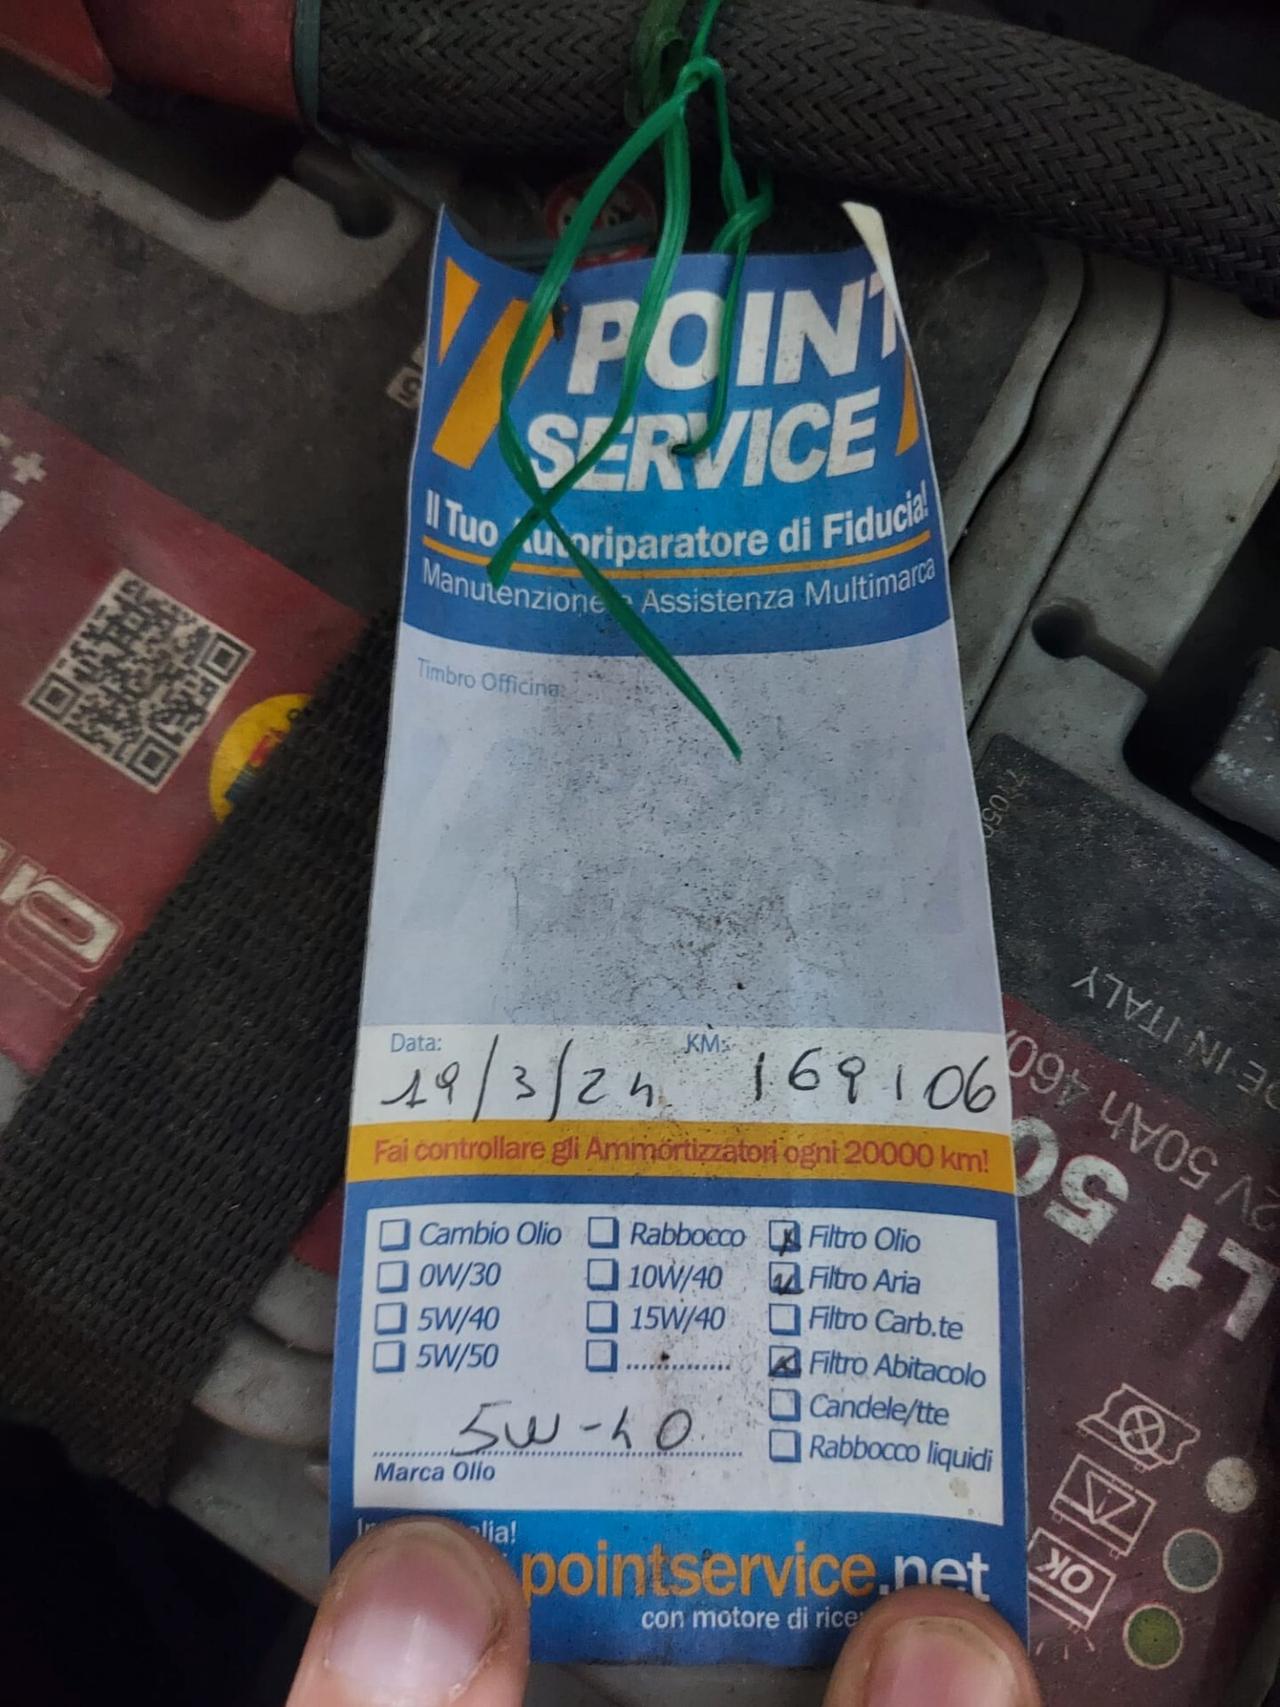 POINT
SERVICE
Il Tuo Autoriparatore di Fiducia!
Manutenzione e Assistenza Multimarca
Timbro Officina:
Data:
KM:
19/3/24
169106
Fai controllare gli Ammortizzatori ogni 20000 km!
Cambio Olio
Rabbocco
Filtro Olio
0W/30
10W/40
Filtro Aria
5W/40
15W/40
Filtro Carb.te
5W/50
Filtro Abitacolo
Candele/tte
5W-40
Rabbocco liquidi
Marca Olio
pointservice.net
con motore di
IN ITALY
50Ah
L1 50
OK